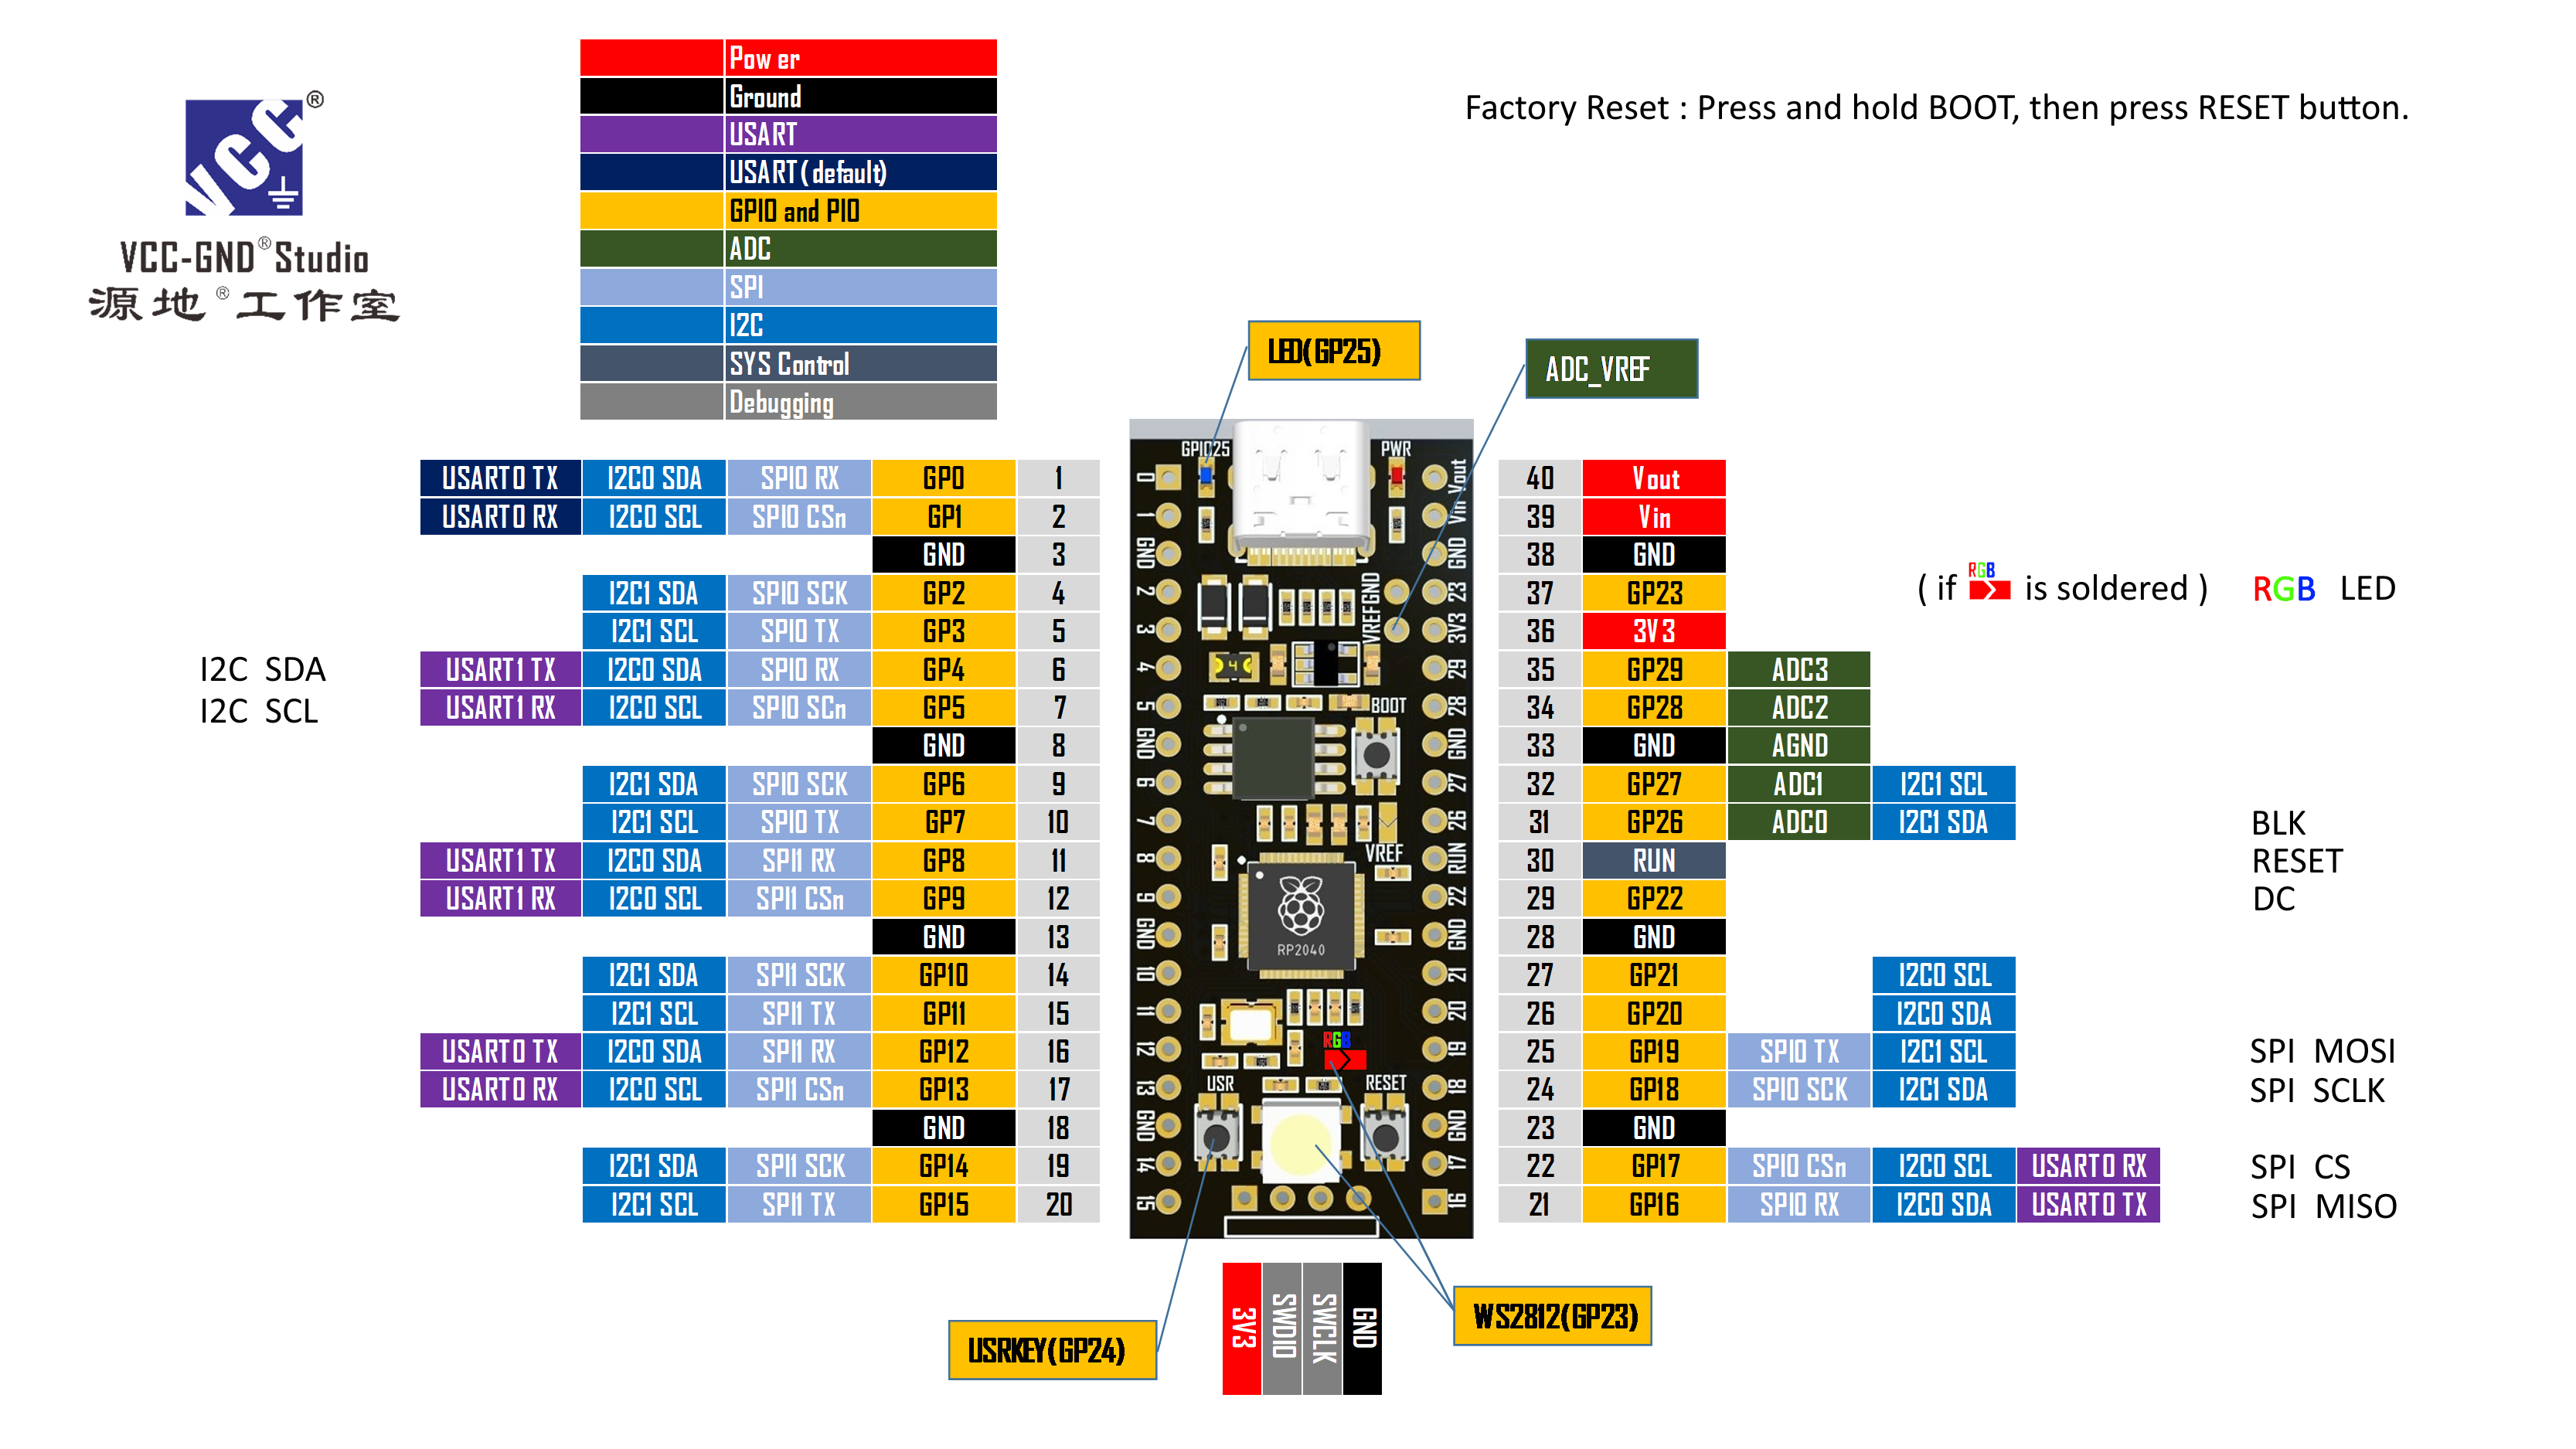 Power
Ground
USART
USART(default)
GPIO and PIO
ADC
SPI
I2C
SYS Control
Debugging
VCC ®
VCC-GND®Studio
源地®工作室
Factory Reset : Press and hold BOOT, then press RESET button.
LED(GP25)
ADC_VREF
USART0 TX I2C0 SDA SPI0 RX GP0 1
USART0 RX I2C0 SCL SPI0 CSn GP1 2
GND 3
I2C1 SDA SPI0 SCK GP2 4
I2C1 SCL SPI0 TX GP3 5
I2C SDA USART1 TX I2C0 SDA SPI0 RX GP4 6
I2C SCL USART1 RX I2C0 SCL SPI0 SCn GP5 7
GND 8
I2C1 SDA SPI0 SCK GP6 9
I2C1 SCL SPI0 TX GP7 10
USART1 TX I2C0 SDA SPI1 RX GP8 11
USART1 RX I2C0 SCL SPI1 CSn GP9 12
GND 13
I2C1 SDA SPI1 SCK GP10 14
I2C1 SCL SPI1 TX GP11 15
USART0 TX I2C0 SDA SPI1 RX GP12 16
USART0 RX I2C0 SCL SPI1 CSn GP13 17
GND 18
I2C1 SDA SPI1 SCK GP14 19
I2C1 SCL SPI1 TX GP15 20
GPIO25
PWR
0
1
GND
2
3
4
5
GND
6
7
8
9
GND
10
11
12
13
GND
14
15
VREF GND
4
BOOT
VREF
RP2040
RGB
USR
RESET
Vout
Vin
GND
23
3V3
29
28
GND
27
26
RUN
22
GND
21
20
19
18
GND
17
16
40 Vout
39 Vin
38 GND
37 GP23 ( if RGB is soldered ) RGB LED
36 3V3
35 GP29 ADC3
34 GP28 ADC2
33 GND AGND
32 GP27 ADC1 I2C1 SCL
31 GP26 ADC0 I2C1 SDA BLK
30 RUN RESET
29 GP22 DC
28 GND
27 GP21 I2C0 SCL
26 GP20 I2C0 SDA
25 GP19 SPI0 TX I2C1 SCL SPI MOSI
24 GP18 SPI0 SCK I2C1 SDA SPI SCLK
23 GND
22 GP17 SPI0 CSn I2C0 SCL USART0 RX SPI CS
21 GP16 SPI0 RX I2C0 SDA USART0 TX SPI MISO
USRKEY(GP24)
3V3
SWDIO
SWCLK
GND
WS2812(GP23)